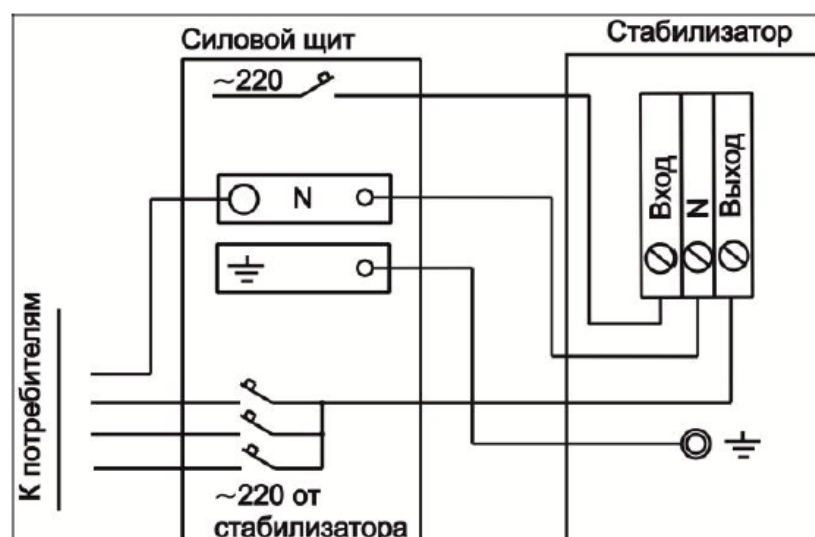 Силовой щит
Стабилизатор
~220
N
Вход
N
Выход
К потребителям
~220 от
стабилизатора